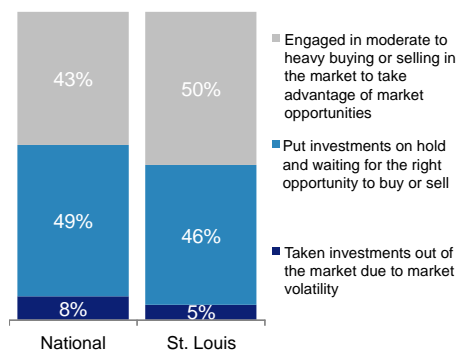 43%
50%
49%
46%
8%
5%
National
St. Louis
Engaged in moderate to
heavy buying or selling in
the market to take
advantage of market
opportunities
Put investments on hold
and waiting for the right
opportunity to buy or sell
Taken investments out of
the market due to market
volatility